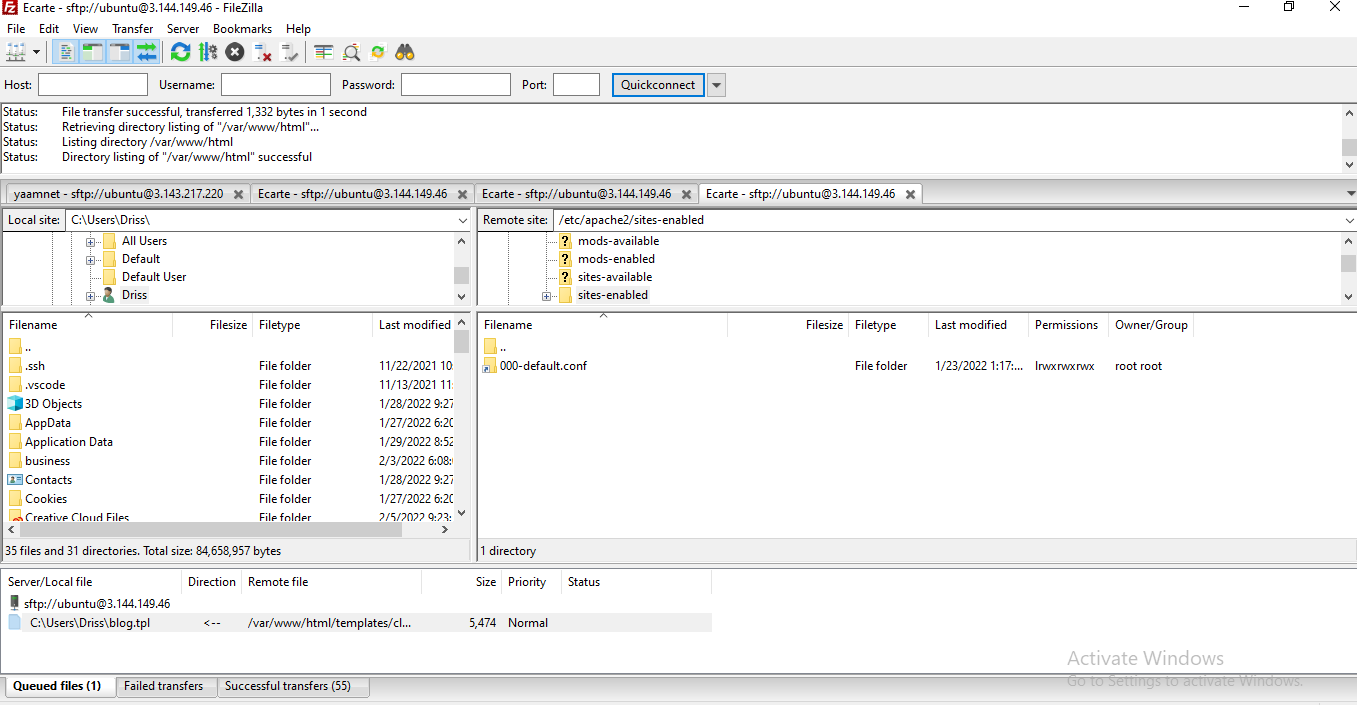 Ecarte - sftp://ubuntu@3.144.149.46 - FileZilla
File Edit View Transfer Server Bookmarks Help
Host: Username: Password: Port: Quickconnect
Status: File transfer successful, transferred 1,332 bytes in 1 second
Status: Retrieving directory listing of "/var/www/html"...
Status: Listing directory /var/www/html
Status: Directory listing of "/var/www/html" successful
yaamnet - sftp://ubuntu@3.143.217.220 Ecarte - sftp://ubuntu@3.144.149.46 Ecarte - sftp://ubuntu@3.144.149.46 Ecarte - sftp://ubuntu@3.144.149.46
Local site: C:\Users\Driss\
All Users
Default
Default User
Driss
Filename Filesize Filetype Last modified
..
.ssh File folder 11/22/2021 10:
.vscode File folder 11/13/2021 11:
3D Objects File folder 1/28/2022 9:27
AppData File folder 1/27/2022 6:20
Application Data File folder 1/29/2022 8:52
business File folder 2/3/2022 6:08:
Contacts File folder 1/28/2022 9:27
Cookies File folder 1/27/2022 6:20
Creative Cloud Files File folder 2/5/2022 9:23:
35 files and 31 directories. Total size: 84,658,957 bytes
Remote site: /etc/apache2/sites-enabled
? mods-available
? mods-enabled
? sites-available
sites-enabled
Filename Filesize Filetype Last modified Permissions Owner/Group
..
000-default.conf File folder 1/23/2022 1:17:... lrwxrwxrwx root root
1 directory
Server/Local file Direction Remote file Size Priority Status
sftp://ubuntu@3.144.149.46
C:\Users\Driss\blog.tpl <-- /var/www/html/templates/cl... 5,474 Normal
Activate Windows
Go to Settings to activate Windows.
Queued files (1) Failed transfers Successful transfers (55)